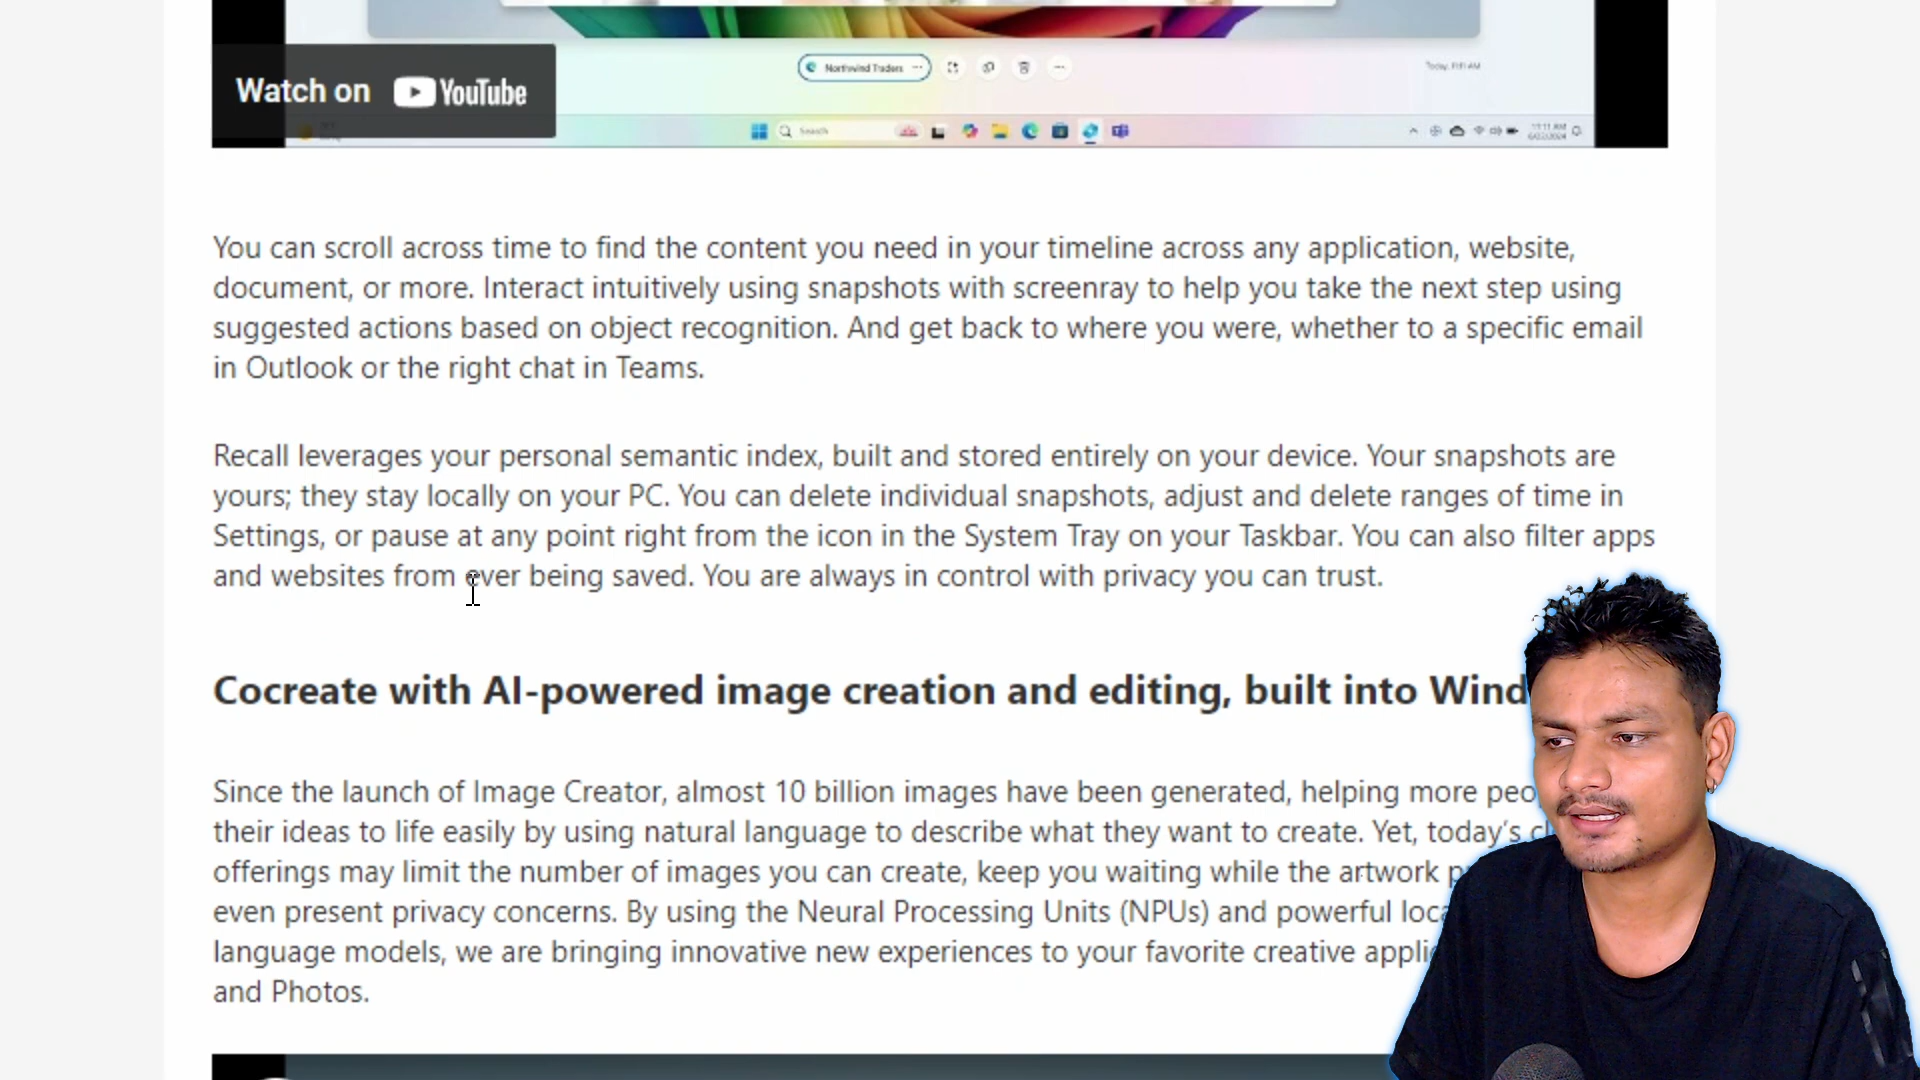 Watch on YouTube
Northwind Traders
Today, 11:11 AM
Search
11:11 AM
You can scroll across time to find the content you need in your timeline across any application, website,
document, or more. Interact intuitively using snapshots with screenray to help you take the next step using
suggested actions based on object recognition. And get back to where you were, whether to a specific email
in Outlook or the right chat in Teams.
Recall leverages your personal semantic index, built and stored entirely on your device. Your snapshots are
yours; they stay locally on your PC. You can delete individual snapshots, adjust and delete ranges of time in
Settings, or pause at any point right from the icon in the System Tray on your Taskbar. You can also filter apps
and websites from ever being saved. You are always in control with privacy you can trust.
Cocreate with AI-powered image creation and editing, built into Wind
Since the launch of Image Creator, almost 10 billion images have been generated, helping more peo
their ideas to life easily by using natural language to describe what they want to create. Yet, today’s cl
offerings may limit the number of images you can create, keep you waiting while the artwork p
even present privacy concerns. By using the Neural Processing Units (NPUs) and powerful loca
language models, we are bringing innovative new experiences to your favorite creative appli
and Photos.